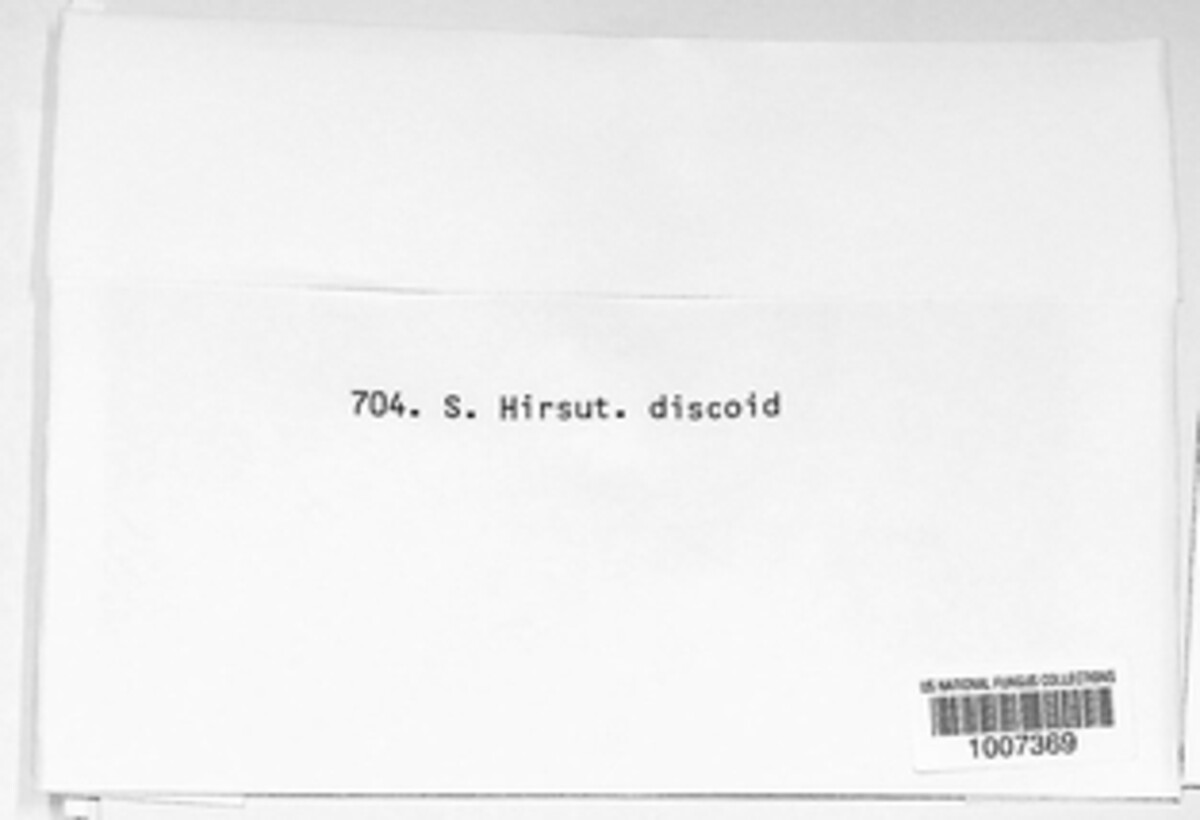 704. S. Hirsut. discoid
US NATIONAL FUNGUS COLLECTIONS
1007369